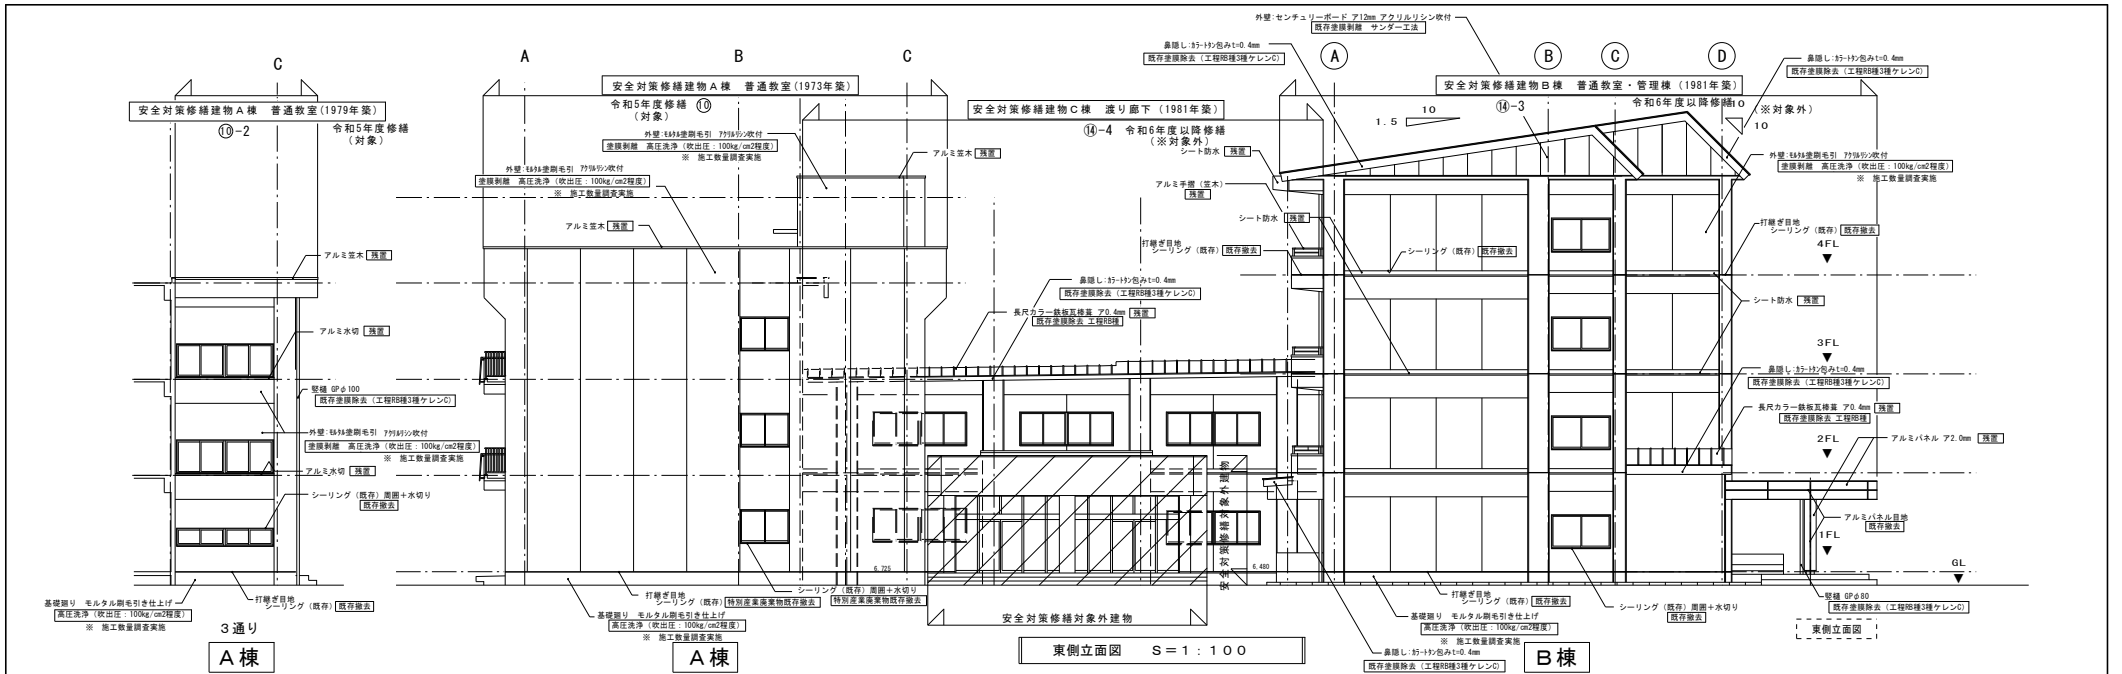 C
安全対策修繕建物A棟　普通教室(1979年築)
⑩-2
令和5年度修繕
(対象)
アルミ笠木 残置
アルミ水切 残置
竪樋 GPφ100
既存塗膜除去(工程RB種3種ケレンC)
外壁:ﾓﾙﾀﾙ塗刷毛引 ｱｸﾘﾙﾘｼﾝ吹付
塗膜剥離　高圧洗浄(吹出圧:100kg/cm2程度)
※ 施工数量調査実施
アルミ水切 残置
シーリング(既存)周囲+水切り
既存撤去
打継ぎ目地
シーリング(既存) 既存撤去
基礎廻り　モルタル刷毛引き仕上げ
高圧洗浄(吹出圧:100kg/cm2程度)
※ 施工数量調査実施
3通り
A棟
A
B
C
安全対策修繕建物A棟　普通教室(1973年築)
令和5年度修繕 ⑩
(対象)
外壁:ﾓﾙﾀﾙ塗刷毛引 ｱｸﾘﾙﾘｼﾝ吹付
塗膜剥離　高圧洗浄(吹出圧:100kg/cm2程度)
※ 施工数量調査実施
外壁:ﾓﾙﾀﾙ塗刷毛引 ｱｸﾘﾙﾘｼﾝ吹付
塗膜剥離　高圧洗浄(吹出圧:100kg/cm2程度)
※ 施工数量調査実施
アルミ笠木 残置
アルミ笠木 残置
打継ぎ目地
シーリング(既存) 特別産業廃棄物既存撤去
シーリング(既存)周囲+水切り
特別産業廃棄物既存撤去
基礎廻り　モルタル刷毛引き仕上げ
高圧洗浄(吹出圧:100kg/cm2程度)
※ 施工数量調査実施
6,725
A棟
安全対策修繕建物C棟　渡り廊下(1981年築)
⑭-4 令和6年度以降修繕
(※対象外)
鼻隠し:ｶﾗｰﾄﾀﾝ包みt=0.4mm
既存塗膜除去(工程RB種3種ケレンC)
長尺カラー鉄板瓦棒葺 ア0.4mm 残置
既存塗膜除去 工程RB種
安全対策修繕対象外建物
安全対策修繕対象外建物
6,480
東側立面図　S=1:100
外壁:センチュリーボード ア12mm アクリルリシン吹付
既存塗膜剥離　サンダー工法
鼻隠し:ｶﾗｰﾄﾀﾝ包みt=0.4mm
既存塗膜除去(工程RB種3種ケレンC)
A
B
C
D
安全対策修繕建物B棟　普通教室・管理棟(1981年築)
⑭-3
令和6年度以降修繕
(※対象外)
10
1.5
10
10
鼻隠し:ｶﾗｰﾄﾀﾝ包みt=0.4mm
既存塗膜除去(工程RB種3種ケレンC)
シート防水 残置
アルミ手摺(笠木)
残置
シート防水 残置
打継ぎ目地
シーリング(既存) 既存撤去
シーリング(既存) 既存撤去
外壁:ﾓﾙﾀﾙ塗刷毛引 ｱｸﾘﾙﾘｼﾝ吹付
塗膜剥離　高圧洗浄(吹出圧:100kg/cm2程度)
※ 施工数量調査実施
打継ぎ目地
シーリング(既存) 既存撤去
4FL
シート防水 残置
3FL
鼻隠し:ｶﾗｰﾄﾀﾝ包みt=0.4mm
既存塗膜除去(工程RB種3種ケレンC)
長尺カラー鉄板瓦棒葺 ア0.4mm 残置
既存塗膜除去 工程RB種
2FL
アルミパネル ア2.0mm 残置
アルミパネル目地
既存撤去
1FL
GL
竪樋 GPφ80
既存塗膜除去(工程RB種3種ケレンC)
打継ぎ目地
シーリング(既存) 既存撤去
シーリング(既存)周囲+水切り
既存撤去
基礎廻り　モルタル刷毛引き仕上げ
高圧洗浄(吹出圧:100kg/cm2程度)
※ 施工数量調査実施
鼻隠し:ｶﾗｰﾄﾀﾝ包みt=0.4mm
既存塗膜除去(工程RB種3種ケレンC)
B棟
東側立面図